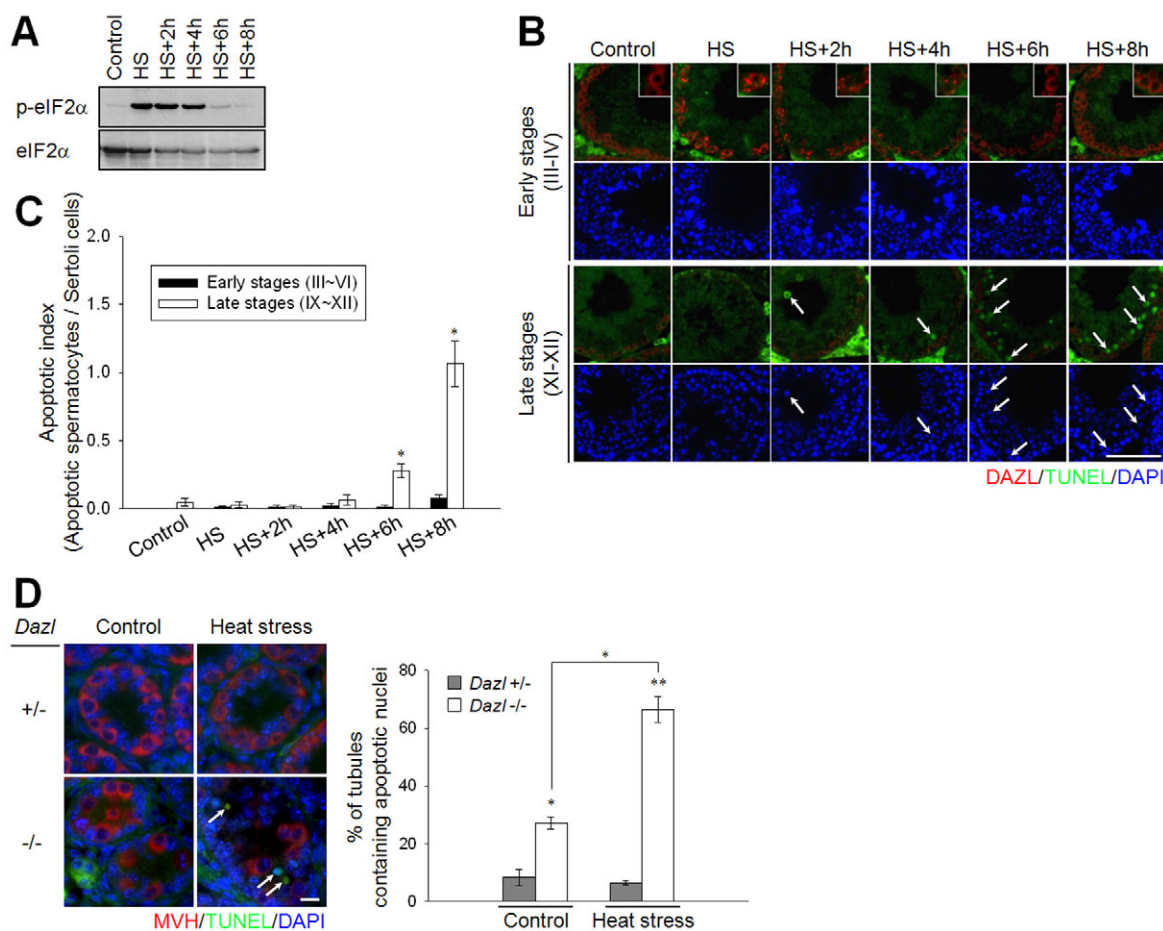 A
Control
HS
HS+2h
HS+4h
HS+6h
HS+8h
p-eIF2α
eIF2α
B
Control HS HS+2h HS+4h HS+6h HS+8h
Early stages
(III-IV)
Late stages
(XI-XII)
DAZL/TUNEL/DAPI
C
Apoptotic index
(Apoptotic spermatocytes / Sertoli cells)
2.0
1.5
1.0
0.5
0.0
Early stages (III~VI)
Late stages (IX~XII)
*
*
Control HS HS+2h HS+4h HS+6h HS+8h
D
Dazl Control Heat stress
+/-
-/-
MVH/TUNEL/DAPI
% of tubules
containing apoptotic nuclei
80
60
40
20
0
Dazl +/-
Dazl -/-
*
**
*
Control Heat stress